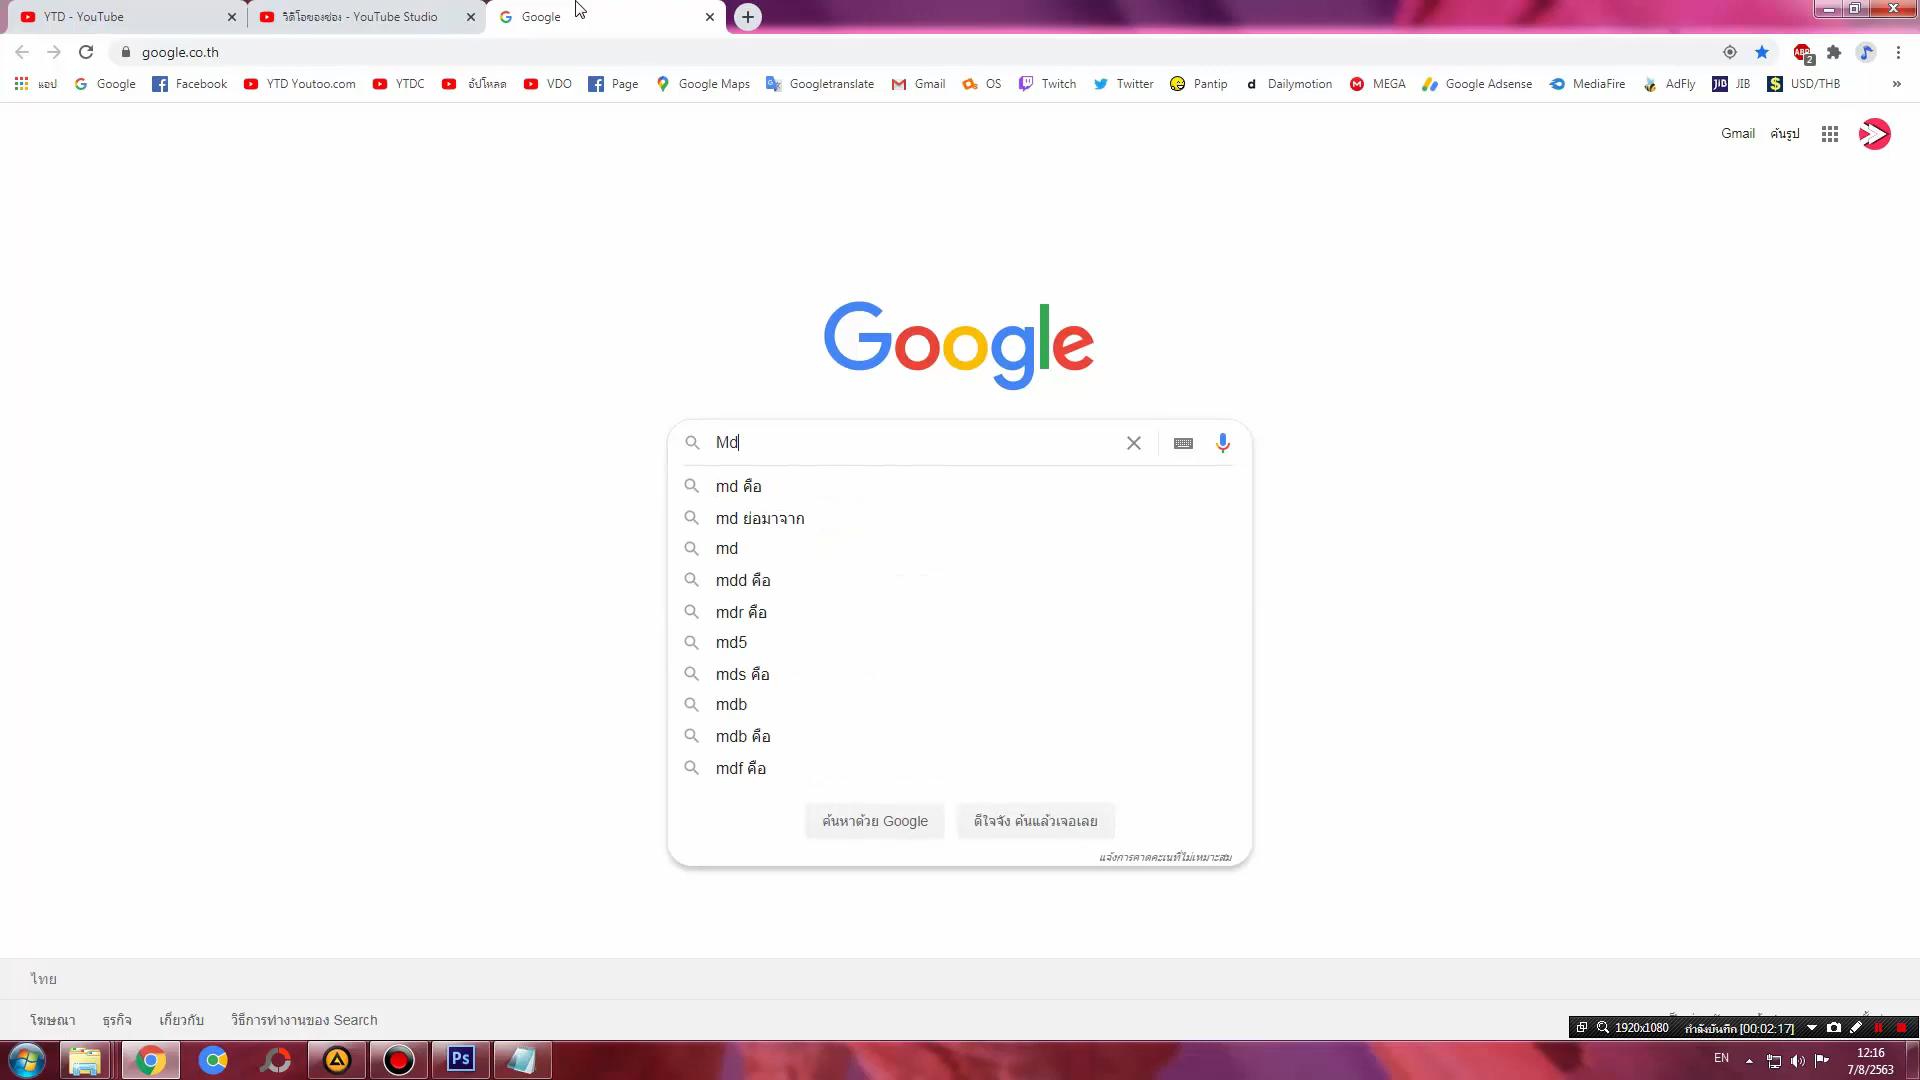 YTD - YouTube
วิดีโอของช่อง - YouTube Studio
Google
google.co.th
2
แอป Google Facebook YTD Youtoo.com YTDC อัปโหลด VDO Page Google Maps Googletranslate Gmail OS Twitch Twitter Pantip Dailymotion MEGA Google Adsense MediaFire AdFly JIB USD/THB »
Gmail ค้นรูป
Google
Md
md คือ
md ย่อมาจาก
md
mdd คือ
mdr คือ
md5
mds คือ
mdb
mdb คือ
mdf คือ
ค้นหาด้วย Google ดีใจจัง ค้นแล้วเจอเลย
แจ้งการคาดคะเนที่ไม่เหมาะสม
ไทย
โฆษณา ธุรกิจ เกี่ยวกับ วิธีการทำงานของ Search
1920x1080 กำลังบันทึก [00:02:17]
Ps
EN
12:16
7/8/2563